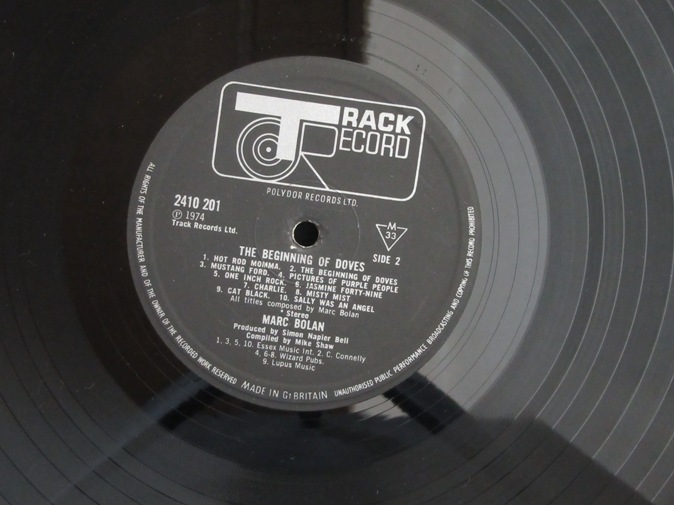 TRACK
RECORD
POLYDOR RECORDS LTD.
2410 201
℗ 1974
Track Records Ltd.
M
33
SIDE 2
THE BEGINNING OF DOVES
1. HOT ROD MOMMA. 2. THE BEGINNING OF DOVES
3. MUSTANG FORD. 4. PICTURES OF PURPLE PEOPLE
5. ONE INCH ROCK. 6. JASMINE FORTY-NINE
7. CHARLIE. 8. MISTY MIST
9. CAT BLACK. 10. SALLY WAS AN ANGEL
All titles composed by Marc Bolan
* Stereo
MARC BOLAN
Produced by Simon Napier Bell
Compiled by Mike Shaw
1, 3, 5, 10. Essex Music Int. 2. C. Connelly
4, 6-8. Wizard Pubs.
9. Lupus Music
ALL RIGHTS OF THE MANUFACTURER AND OF THE OWNER OF THE RECORDED WORK RESERVED
MADE IN Gt BRITAIN
UNAUTHORISED PUBLIC PERFORMANCE BROADCASTING AND COPYING OF THIS RECORD PROHIBITED